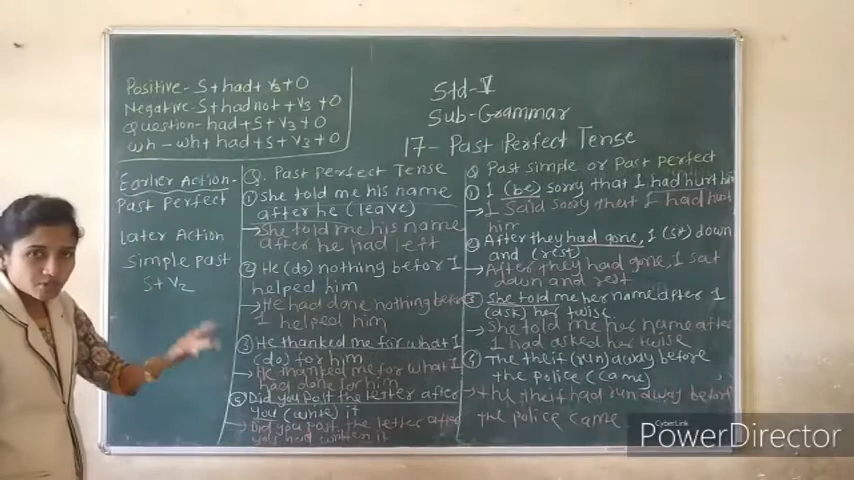 Positive- S + had + V3 + O
Negative- S + had not + V3 + O
Question- had + S + V3 + O
wh - wh + had + S + V3 + O
Std-V
Sub-Grammar
17- Past Perfect Tense
Earlier Action-
Past Perfect
Later Action
Simple past
S + V2
Q. Past Perfect Tense
① She told me his name
after he (leave)
→ She told me his name
after he had left
② He (do) nothing before I
helped him
→ He had done nothing before
I helped him
③ He thanked me for what I
(do) for him
→ He thanked me for what I
had done for him
Did you post the letter after
you (write) it
→ Did you post the letter after
you had written it
Q Past simple or Past perfect
① I (be) sorry that I had hurt him
→ I said sorry that I had hurt
him
② After they had gone, I (sit) down
and (rest)
→ After they had gone, I sat
down and rest
③ She told me her name after I
(ask) her twise
→ She told me her name after
I had asked her twise
The theif (run) away before
the police (came)
→ the theif had run away before
the police came
CyberLink
PowerDirector